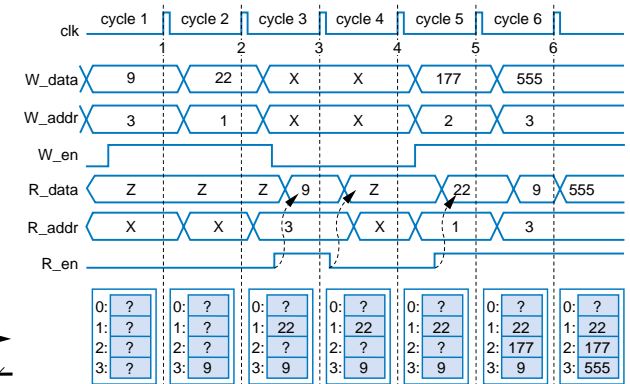 clk cycle 1 cycle 2 cycle 3 cycle 4 cycle 5 cycle 6
1 2 3 4 5 6
W_data 9 22 X X 177 555
W_addr 3 1 X X 2 3
W_en
R_data Z Z Z 9 Z 22 9 555
R_addr X X 3 X 1 3
R_en
0: ? 0: ? 0: ? 0: ? 0: ? 0: ? 0: ?
1: ? 1: ? 1: 22 1: 22 1: 22 1: 22 1: 22
2: ? 2: ? 2: ? 2: ? 2: ? 2: 177 2: 177
3: ? 3: 9 3: 9 3: 9 3: 9 3: 9 3: 555